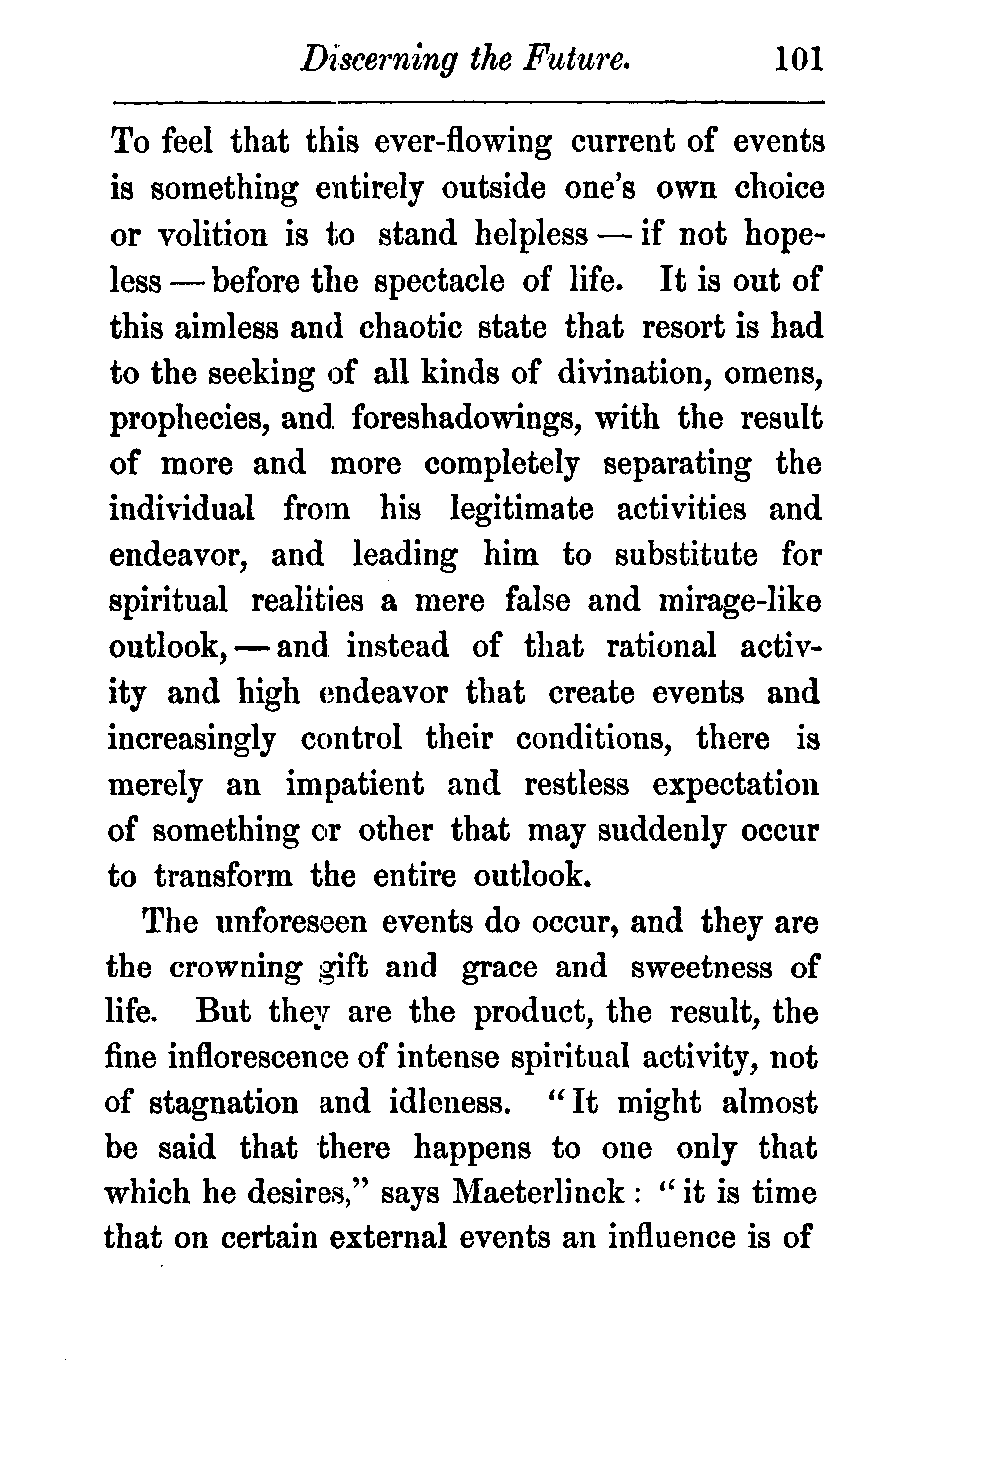 Discerning the Future. 101
To feel that this ever-flowing current of events
is something entirely outside one's own choice
or volition is to stand helpless — if not hope-
less — before the spectacle of life. It is out of
this aimless and chaotic state that resort is had
to the seeking of all kinds of divination, omens,
prophecies, and foreshadowings, with the result
of more and more completely separating the
individual from his legitimate activities and
endeavor, and leading him to substitute for
spiritual realities a mere false and mirage-like
outlook, — and instead of that rational activ-
ity and high endeavor that create events and
increasingly control their conditions, there is
merely an impatient and restless expectation
of something or other that may suddenly occur
to transform the entire outlook.
The unforeseen events do occur, and they are
the crowning gift and grace and sweetness of
life. But they are the product, the result, the
fine inflorescence of intense spiritual activity, not
of stagnation and idleness. "It might almost
be said that there happens to one only that
which he desires," says Maeterlinck : "it is time
that on certain external events an influence is of